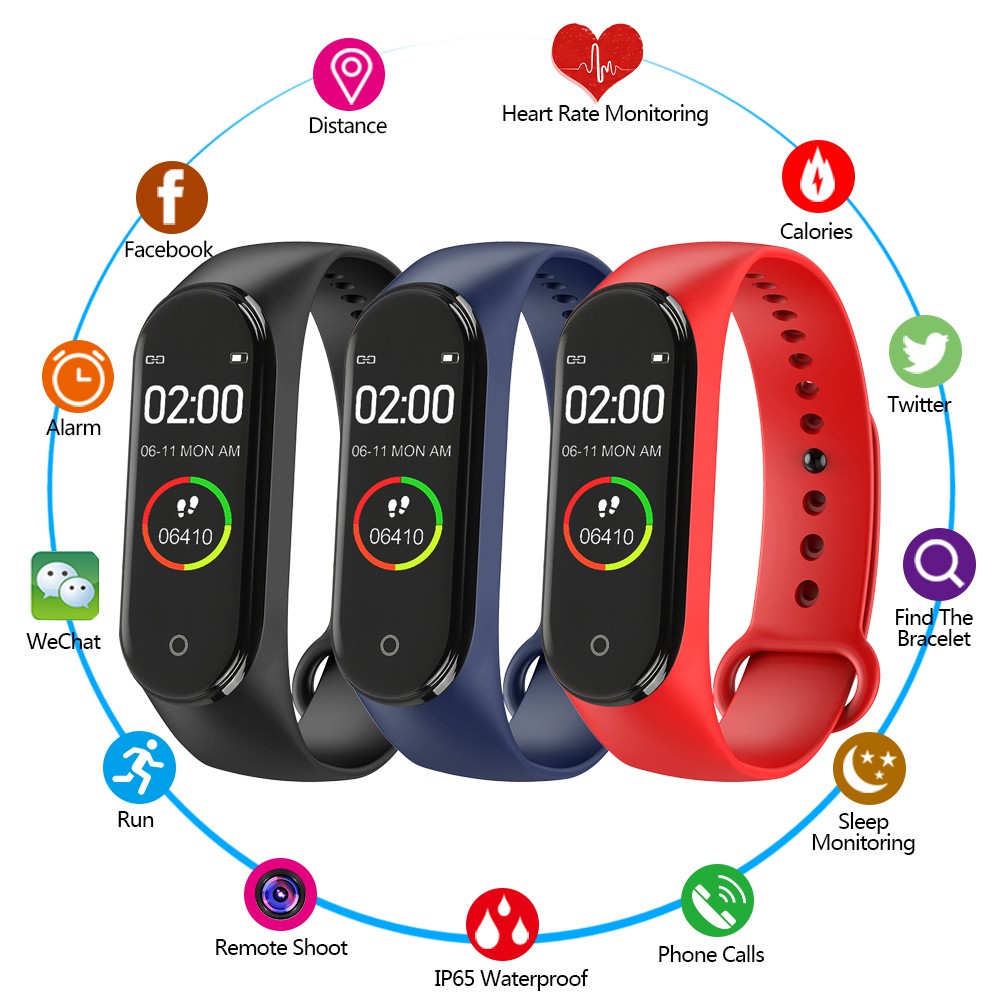 Distance
Heart Rate Monitoring
Facebook
Calories
Alarm
Twitter
WeChat
Find The
Bracelet
Run
Sleep
Monitoring
Remote Shoot
IP65 Waterproof
Phone Calls
02:00
06-11 MON AM
06410
02:00
06-11 MON AM
06410
02:00
06-11 MON AM
06410